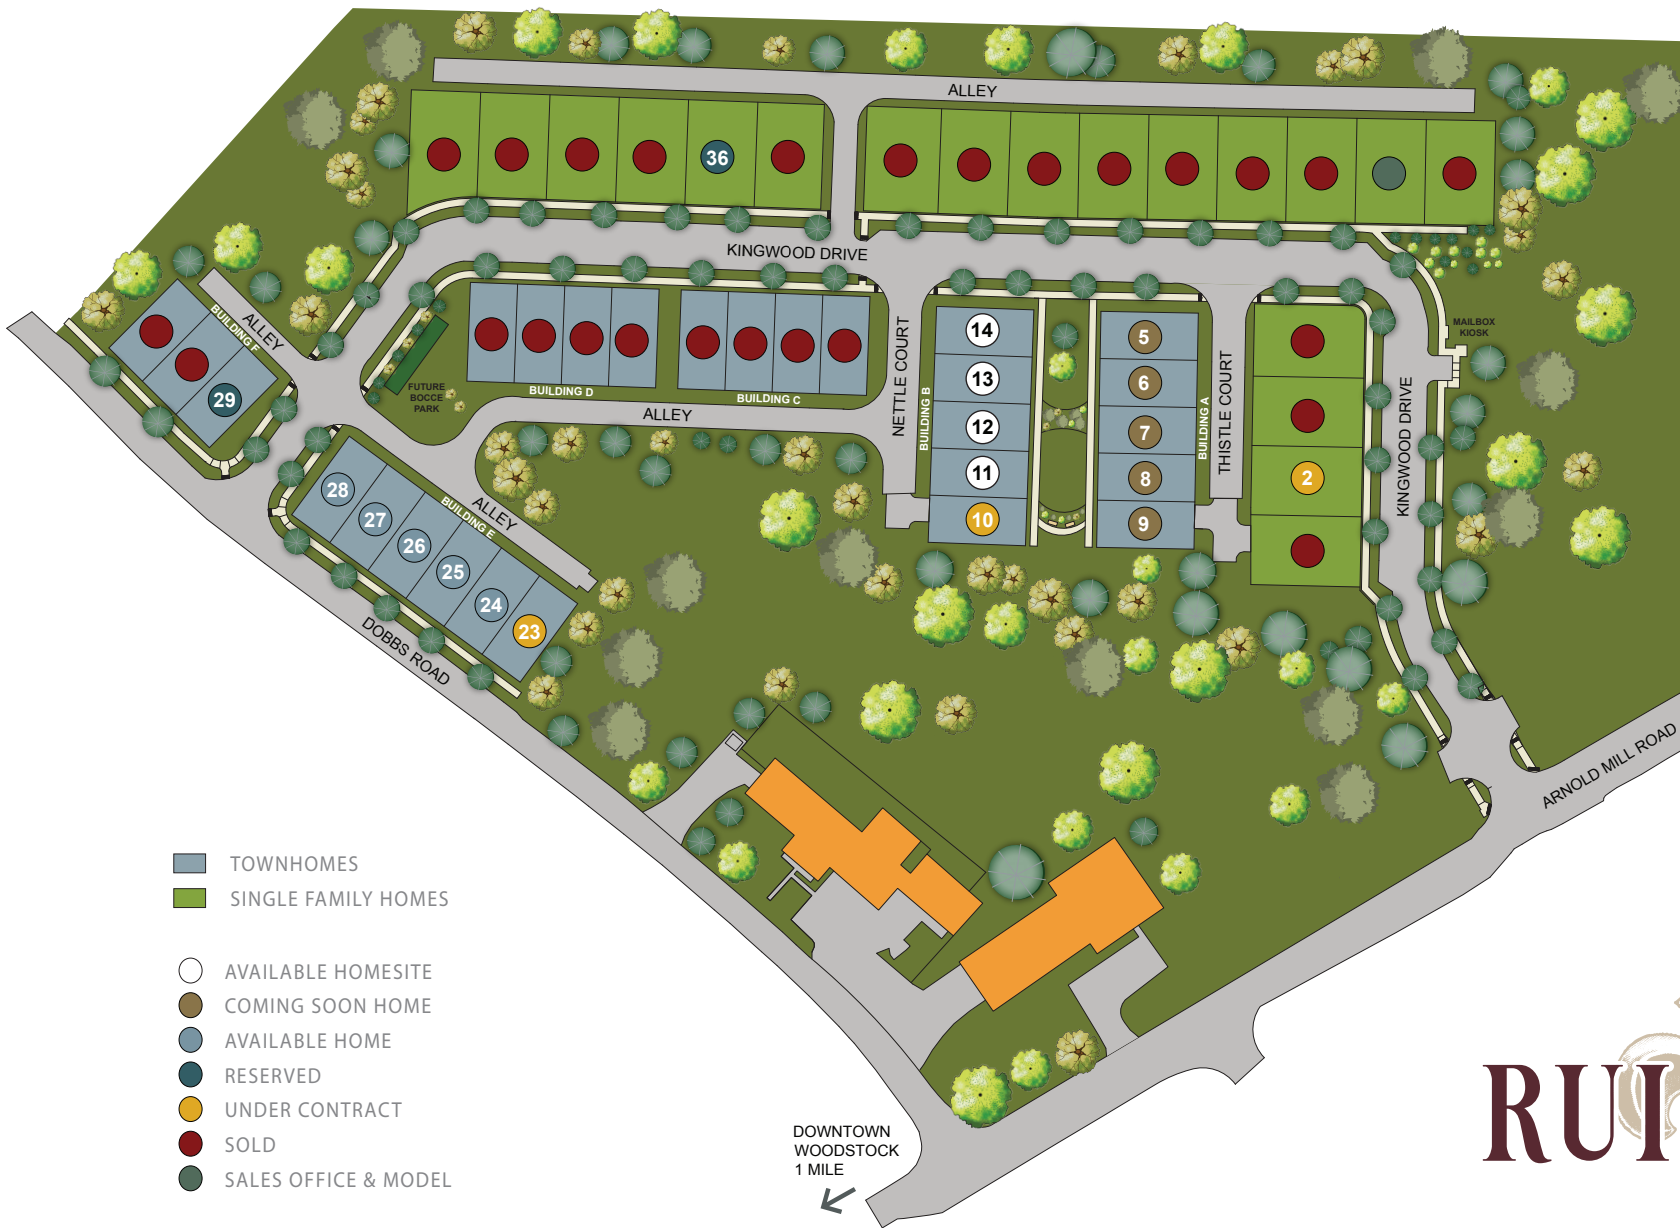 ALLEY
36
KINGWOOD DRIVE
ALLEY
BUILDING F
29
FUTURE
BOCCE
PARK
BUILDING D
BUILDING C
ALLEY
NETTLE COURT
BUILDING B
14
13
12
11
10
5
6
7
8
9
BUILDING A
THISTLE COURT
2
KINGWOOD DRIVE
MAILBOX
KIOSK
28
27
26
25
24
23
BUILDING E
ALLEY
DOBBS ROAD
ARNOLD MILL ROAD
TOWNHOMES
SINGLE FAMILY HOMES
AVAILABLE HOMESITE
COMING SOON HOME
AVAILABLE HOME
RESERVED
UNDER CONTRACT
SOLD
SALES OFFICE & MODEL
DOWNTOWN
WOODSTOCK
1 MILE
RUI